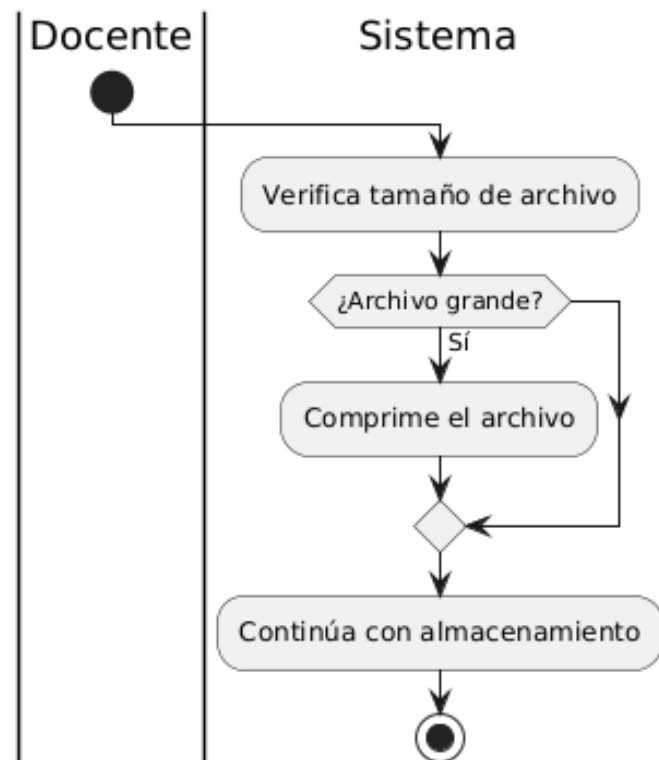 Docente
Sistema
Verifica tamaño de archivo
¿Archivo grande?
Sí
Comprime el archivo
Continúa con almacenamiento